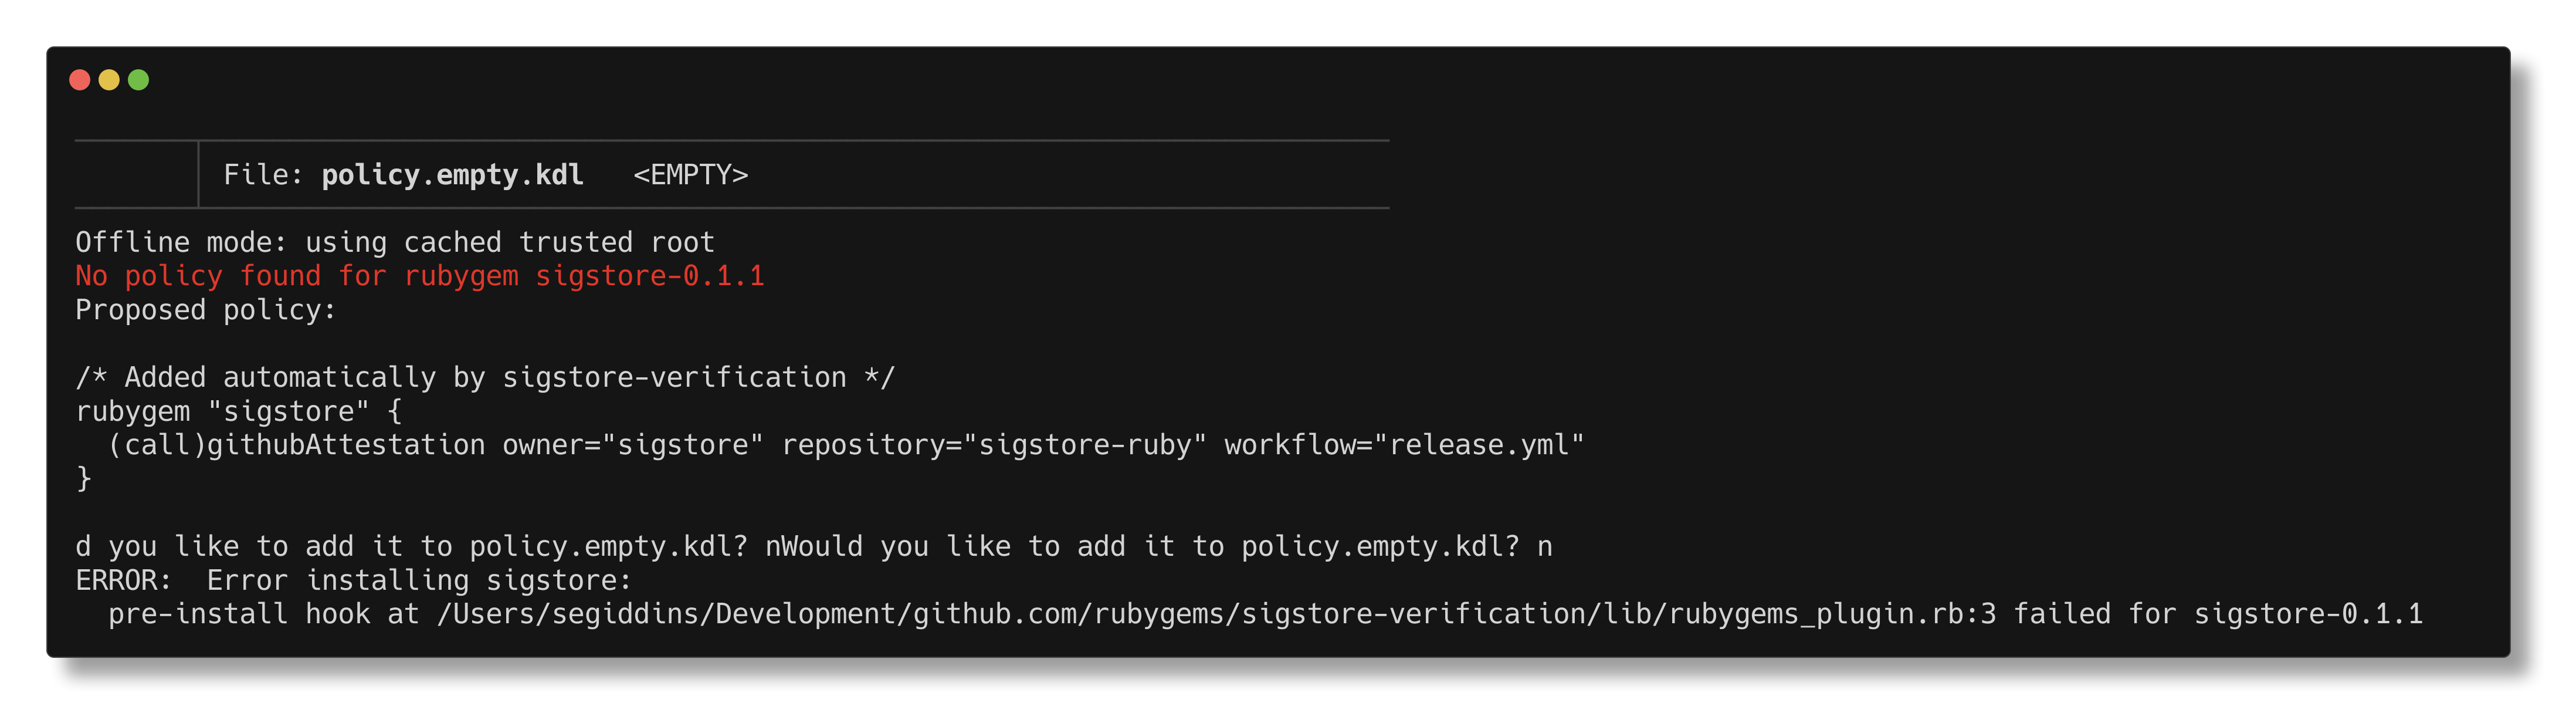 File: policy.empty.kdl   <EMPTY>
Offline mode: using cached trusted root
No policy found for rubygem sigstore-0.1.1
Proposed policy:
/* Added automatically by sigstore-verification */
rubygem "sigstore" {
  (call)githubAttestation owner="sigstore" repository="sigstore-ruby" workflow="release.yml"
}
d you like to add it to policy.empty.kdl? nWould you like to add it to policy.empty.kdl? n
ERROR:  Error installing sigstore:
  pre-install hook at /Users/segiddins/Development/github.com/rubygems/sigstore-verification/lib/rubygems_plugin.rb:3 failed for sigstore-0.1.1